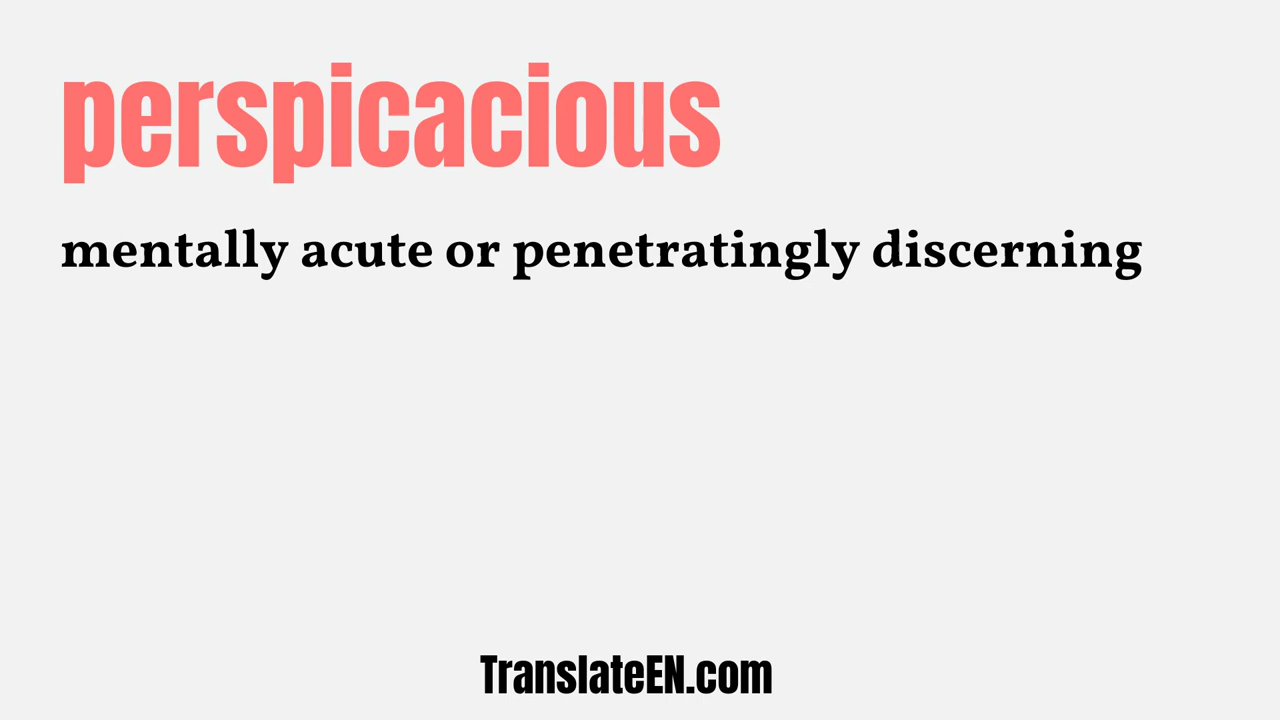 perspicacious
mentally acute or penetratingly discerning
TranslateEN.com